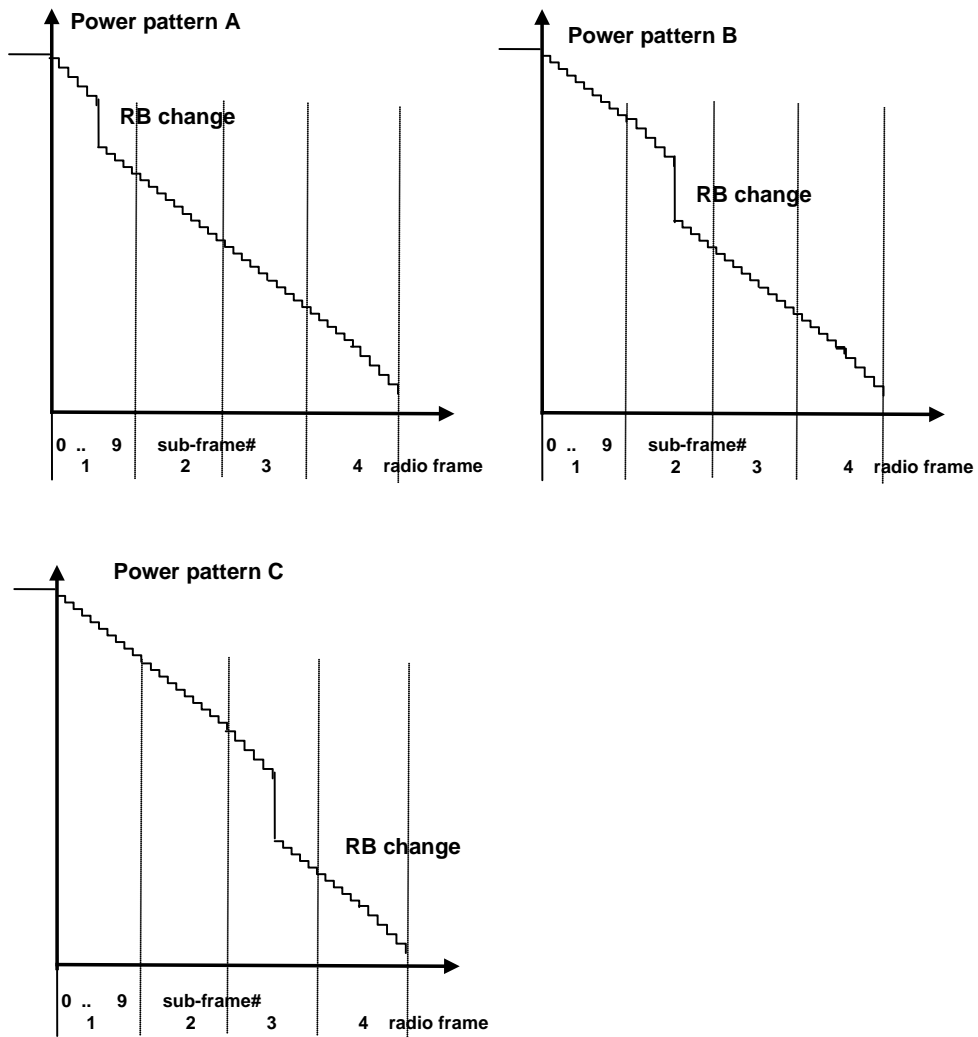 Power pattern A
RB change
0 .. 9 sub-frame#
1 2 3 4 radio frame
Power pattern B
RB change
0 .. 9 sub-frame#
1 2 3 4 radio frame
Power pattern C
RB change
0 .. 9 sub-frame#
1 2 3 4 radio frame